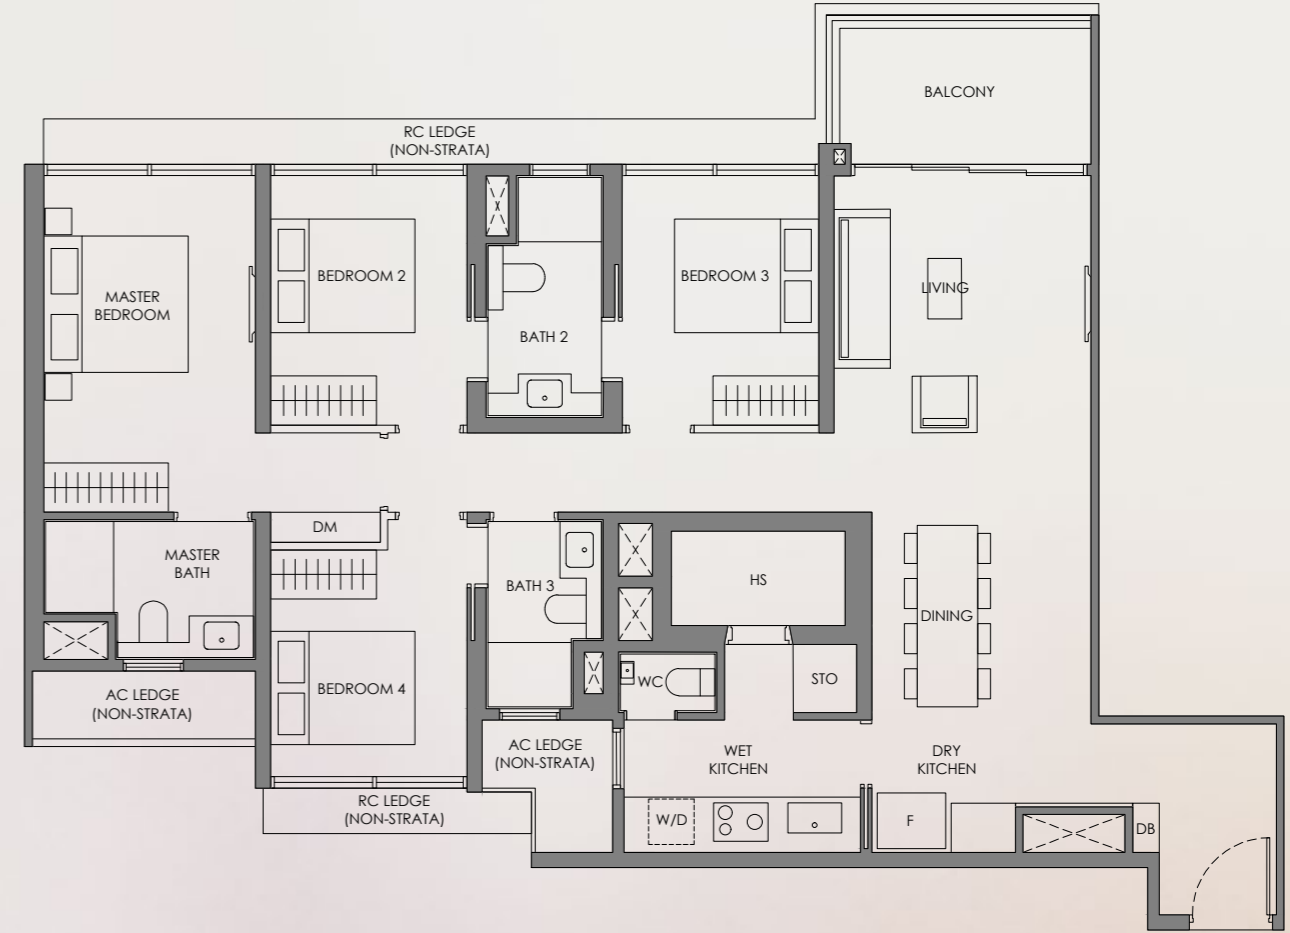 BALCONY
RC LEDGE
(NON-STRATA)
MASTER
BEDROOM
BEDROOM 2
BATH 2
BEDROOM 3
LIVING
DM
MASTER
BATH
BATH 3
HS
DINING
WC
STO
BEDROOM 4
AC LEDGE
(NON-STRATA)
AC LEDGE
(NON-STRATA)
WET
KITCHEN
DRY
KITCHEN
RC LEDGE
(NON-STRATA)
W/D
F
DB